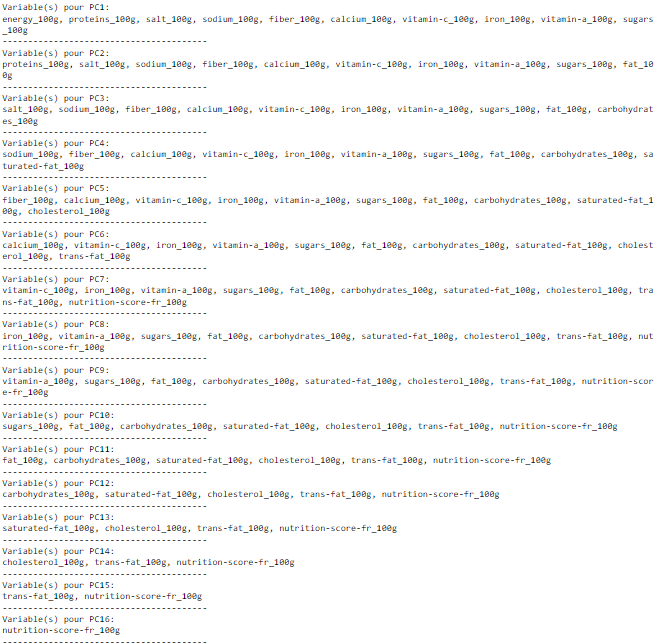 Variable(s) pour PC1:
energy_100g, proteins_100g, salt_100g, sodium_100g, fiber_100g, calcium_100g, vitamin-c_100g, iron_100g, vitamin-a_100g, sugars
_100g
----------------------------------------
Variable(s) pour PC2:
proteins_100g, salt_100g, sodium_100g, fiber_100g, calcium_100g, vitamin-c_100g, iron_100g, vitamin-a_100g, sugars_100g, fat_10
0g
----------------------------------------
Variable(s) pour PC3:
salt_100g, sodium_100g, fiber_100g, calcium_100g, vitamin-c_100g, iron_100g, vitamin-a_100g, sugars_100g, fat_100g, carbohydrat
es_100g
----------------------------------------
Variable(s) pour PC4:
sodium_100g, fiber_100g, calcium_100g, vitamin-c_100g, iron_100g, vitamin-a_100g, sugars_100g, fat_100g, carbohydrates_100g, sa
turated-fat_100g
----------------------------------------
Variable(s) pour PC5:
fiber_100g, calcium_100g, vitamin-c_100g, iron_100g, vitamin-a_100g, sugars_100g, fat_100g, carbohydrates_100g, saturated-fat_1
00g, cholesterol_100g
----------------------------------------
Variable(s) pour PC6:
calcium_100g, vitamin-c_100g, iron_100g, vitamin-a_100g, sugars_100g, fat_100g, carbohydrates_100g, saturated-fat_100g, cholest
erol_100g, trans-fat_100g
----------------------------------------
Variable(s) pour PC7:
vitamin-c_100g, iron_100g, vitamin-a_100g, sugars_100g, fat_100g, carbohydrates_100g, saturated-fat_100g, cholesterol_100g, tra
ns-fat_100g, nutrition-score-fr_100g
----------------------------------------
Variable(s) pour PC8:
iron_100g, vitamin-a_100g, sugars_100g, fat_100g, carbohydrates_100g, saturated-fat_100g, cholesterol_100g, trans-fat_100g, nut
rition-score-fr_100g
----------------------------------------
Variable(s) pour PC9:
vitamin-a_100g, sugars_100g, fat_100g, carbohydrates_100g, saturated-fat_100g, cholesterol_100g, trans-fat_100g, nutrition-scor
e-fr_100g
----------------------------------------
Variable(s) pour PC10:
sugars_100g, fat_100g, carbohydrates_100g, saturated-fat_100g, cholesterol_100g, trans-fat_100g, nutrition-score-fr_100g
----------------------------------------
Variable(s) pour PC11:
fat_100g, carbohydrates_100g, saturated-fat_100g, cholesterol_100g, trans-fat_100g, nutrition-score-fr_100g
----------------------------------------
Variable(s) pour PC12:
carbohydrates_100g, saturated-fat_100g, cholesterol_100g, trans-fat_100g, nutrition-score-fr_100g
----------------------------------------
Variable(s) pour PC13:
saturated-fat_100g, cholesterol_100g, trans-fat_100g, nutrition-score-fr_100g
----------------------------------------
Variable(s) pour PC14:
cholesterol_100g, trans-fat_100g, nutrition-score-fr_100g
----------------------------------------
Variable(s) pour PC15:
trans-fat_100g, nutrition-score-fr_100g
----------------------------------------
Variable(s) pour PC16:
nutrition-score-fr_100g
----------------------------------------